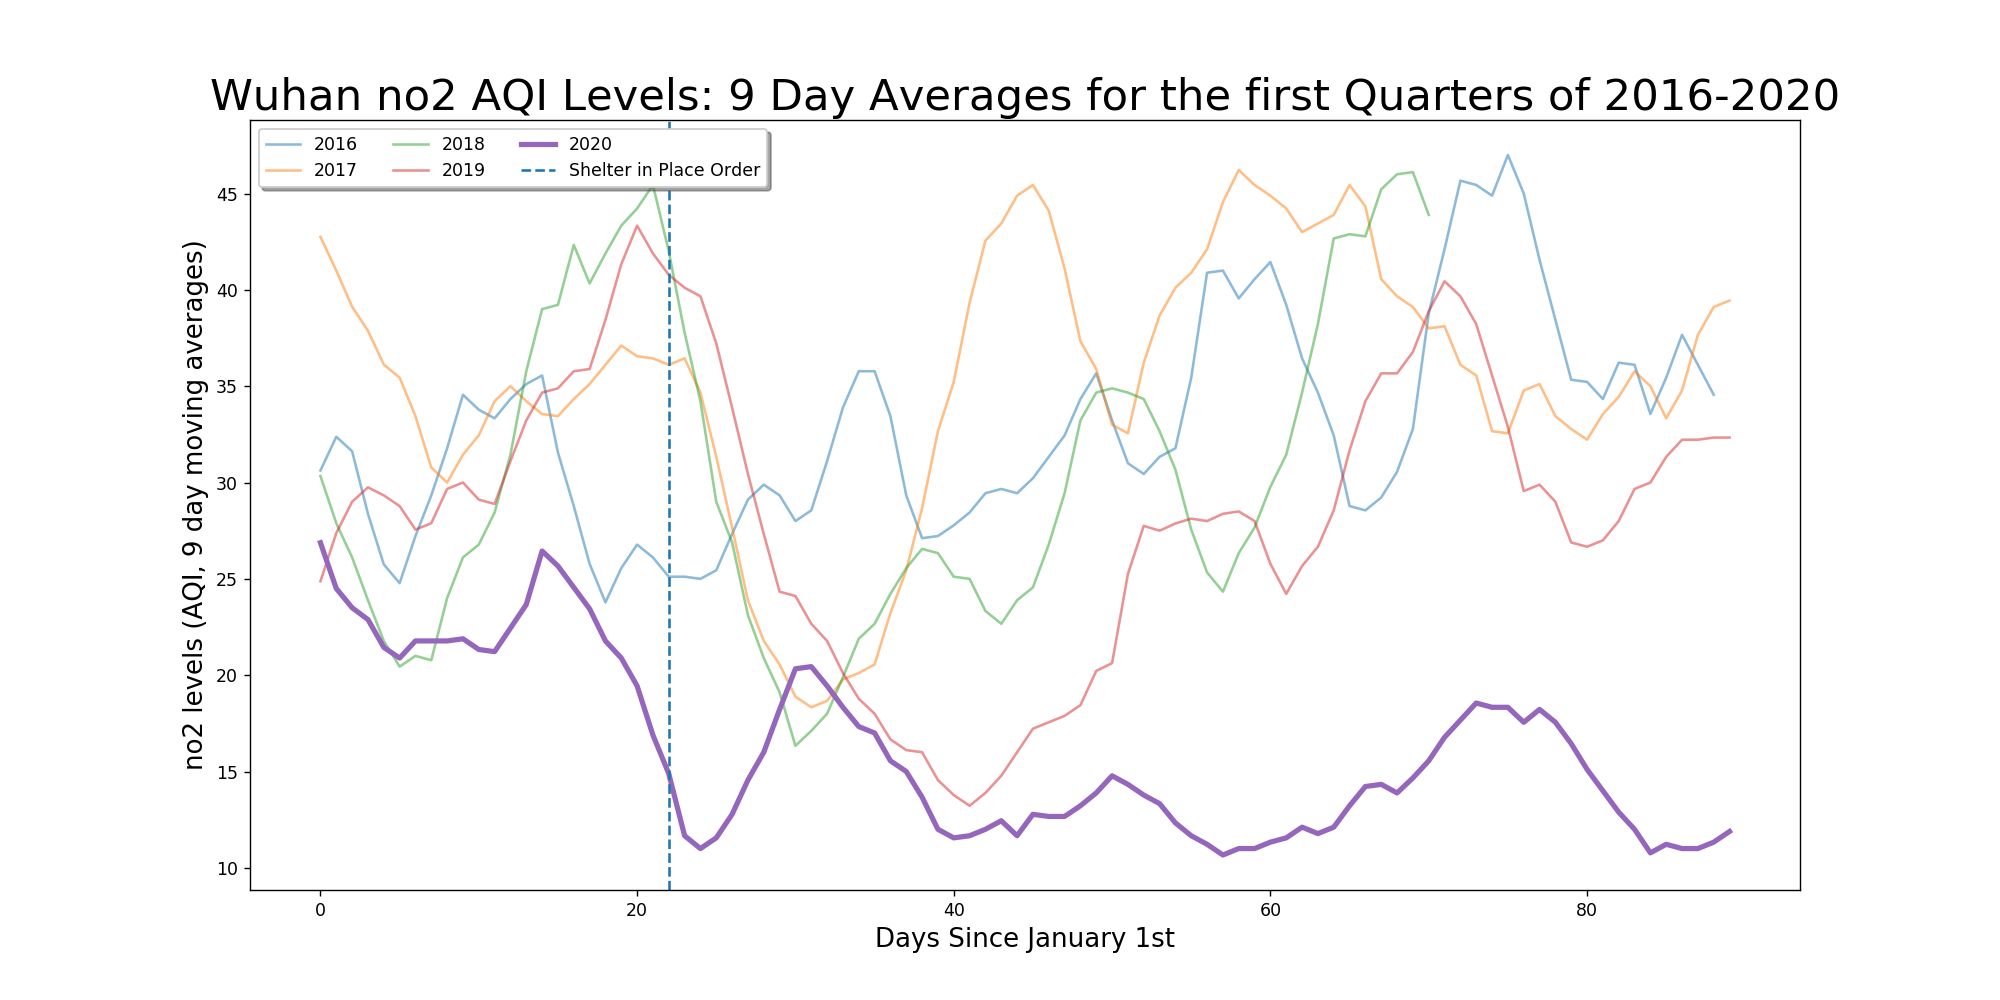 Wuhan no2 AQI Levels: 9 Day Averages for the first Quarters of 2016-2020
2016 2018 2020
2017 2019 Shelter in Place Order
no2 levels (AQI, 9 day moving averages)
45
40
35
30
25
20
15
10
0 20 40 60 80
Days Since January 1st